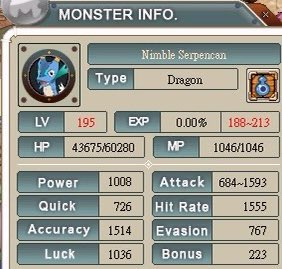 MONSTER INFO.
Nimble Serpencan
Type Dragon
LV 195 EXP 0.00% 188~213
HP 43675/60280 MP 1046/1046
Power 1008 Attack 684~1593
Quick 726 Hit Rate 1555
Accuracy 1514 Evasion 767
Luck 1036 Bonus 223